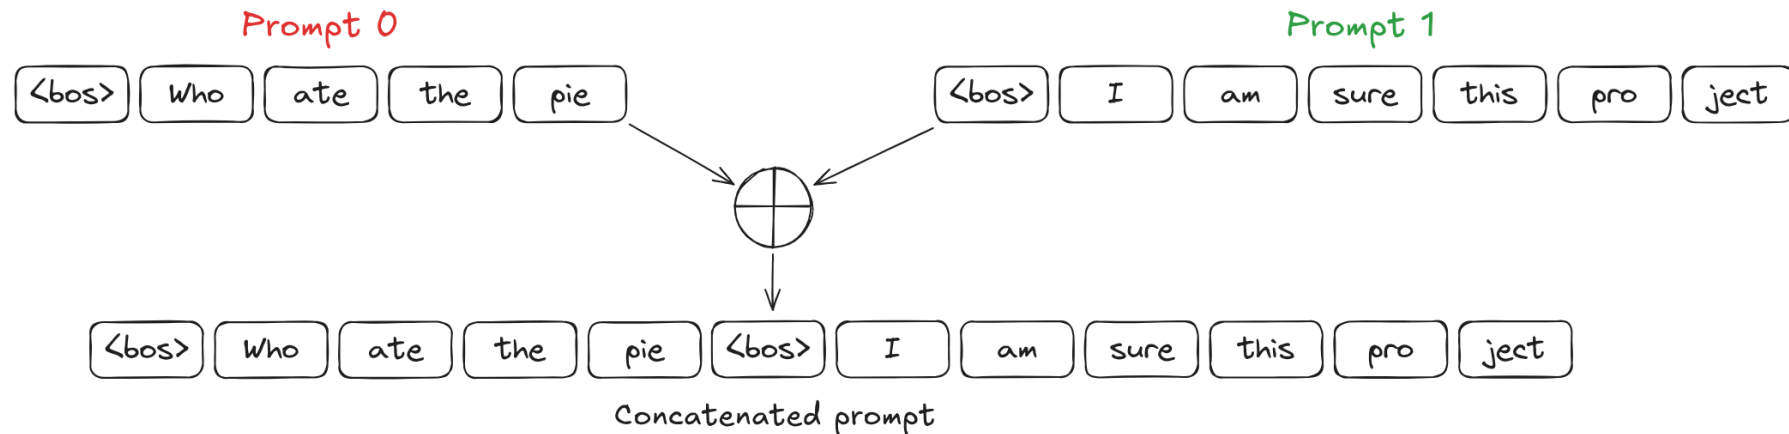 Prompt 0
Prompt 1
<bos> Who ate the pie
<bos> I am sure this pro ject
<bos> Who ate the pie <bos> I am sure this pro ject
Concatenated prompt